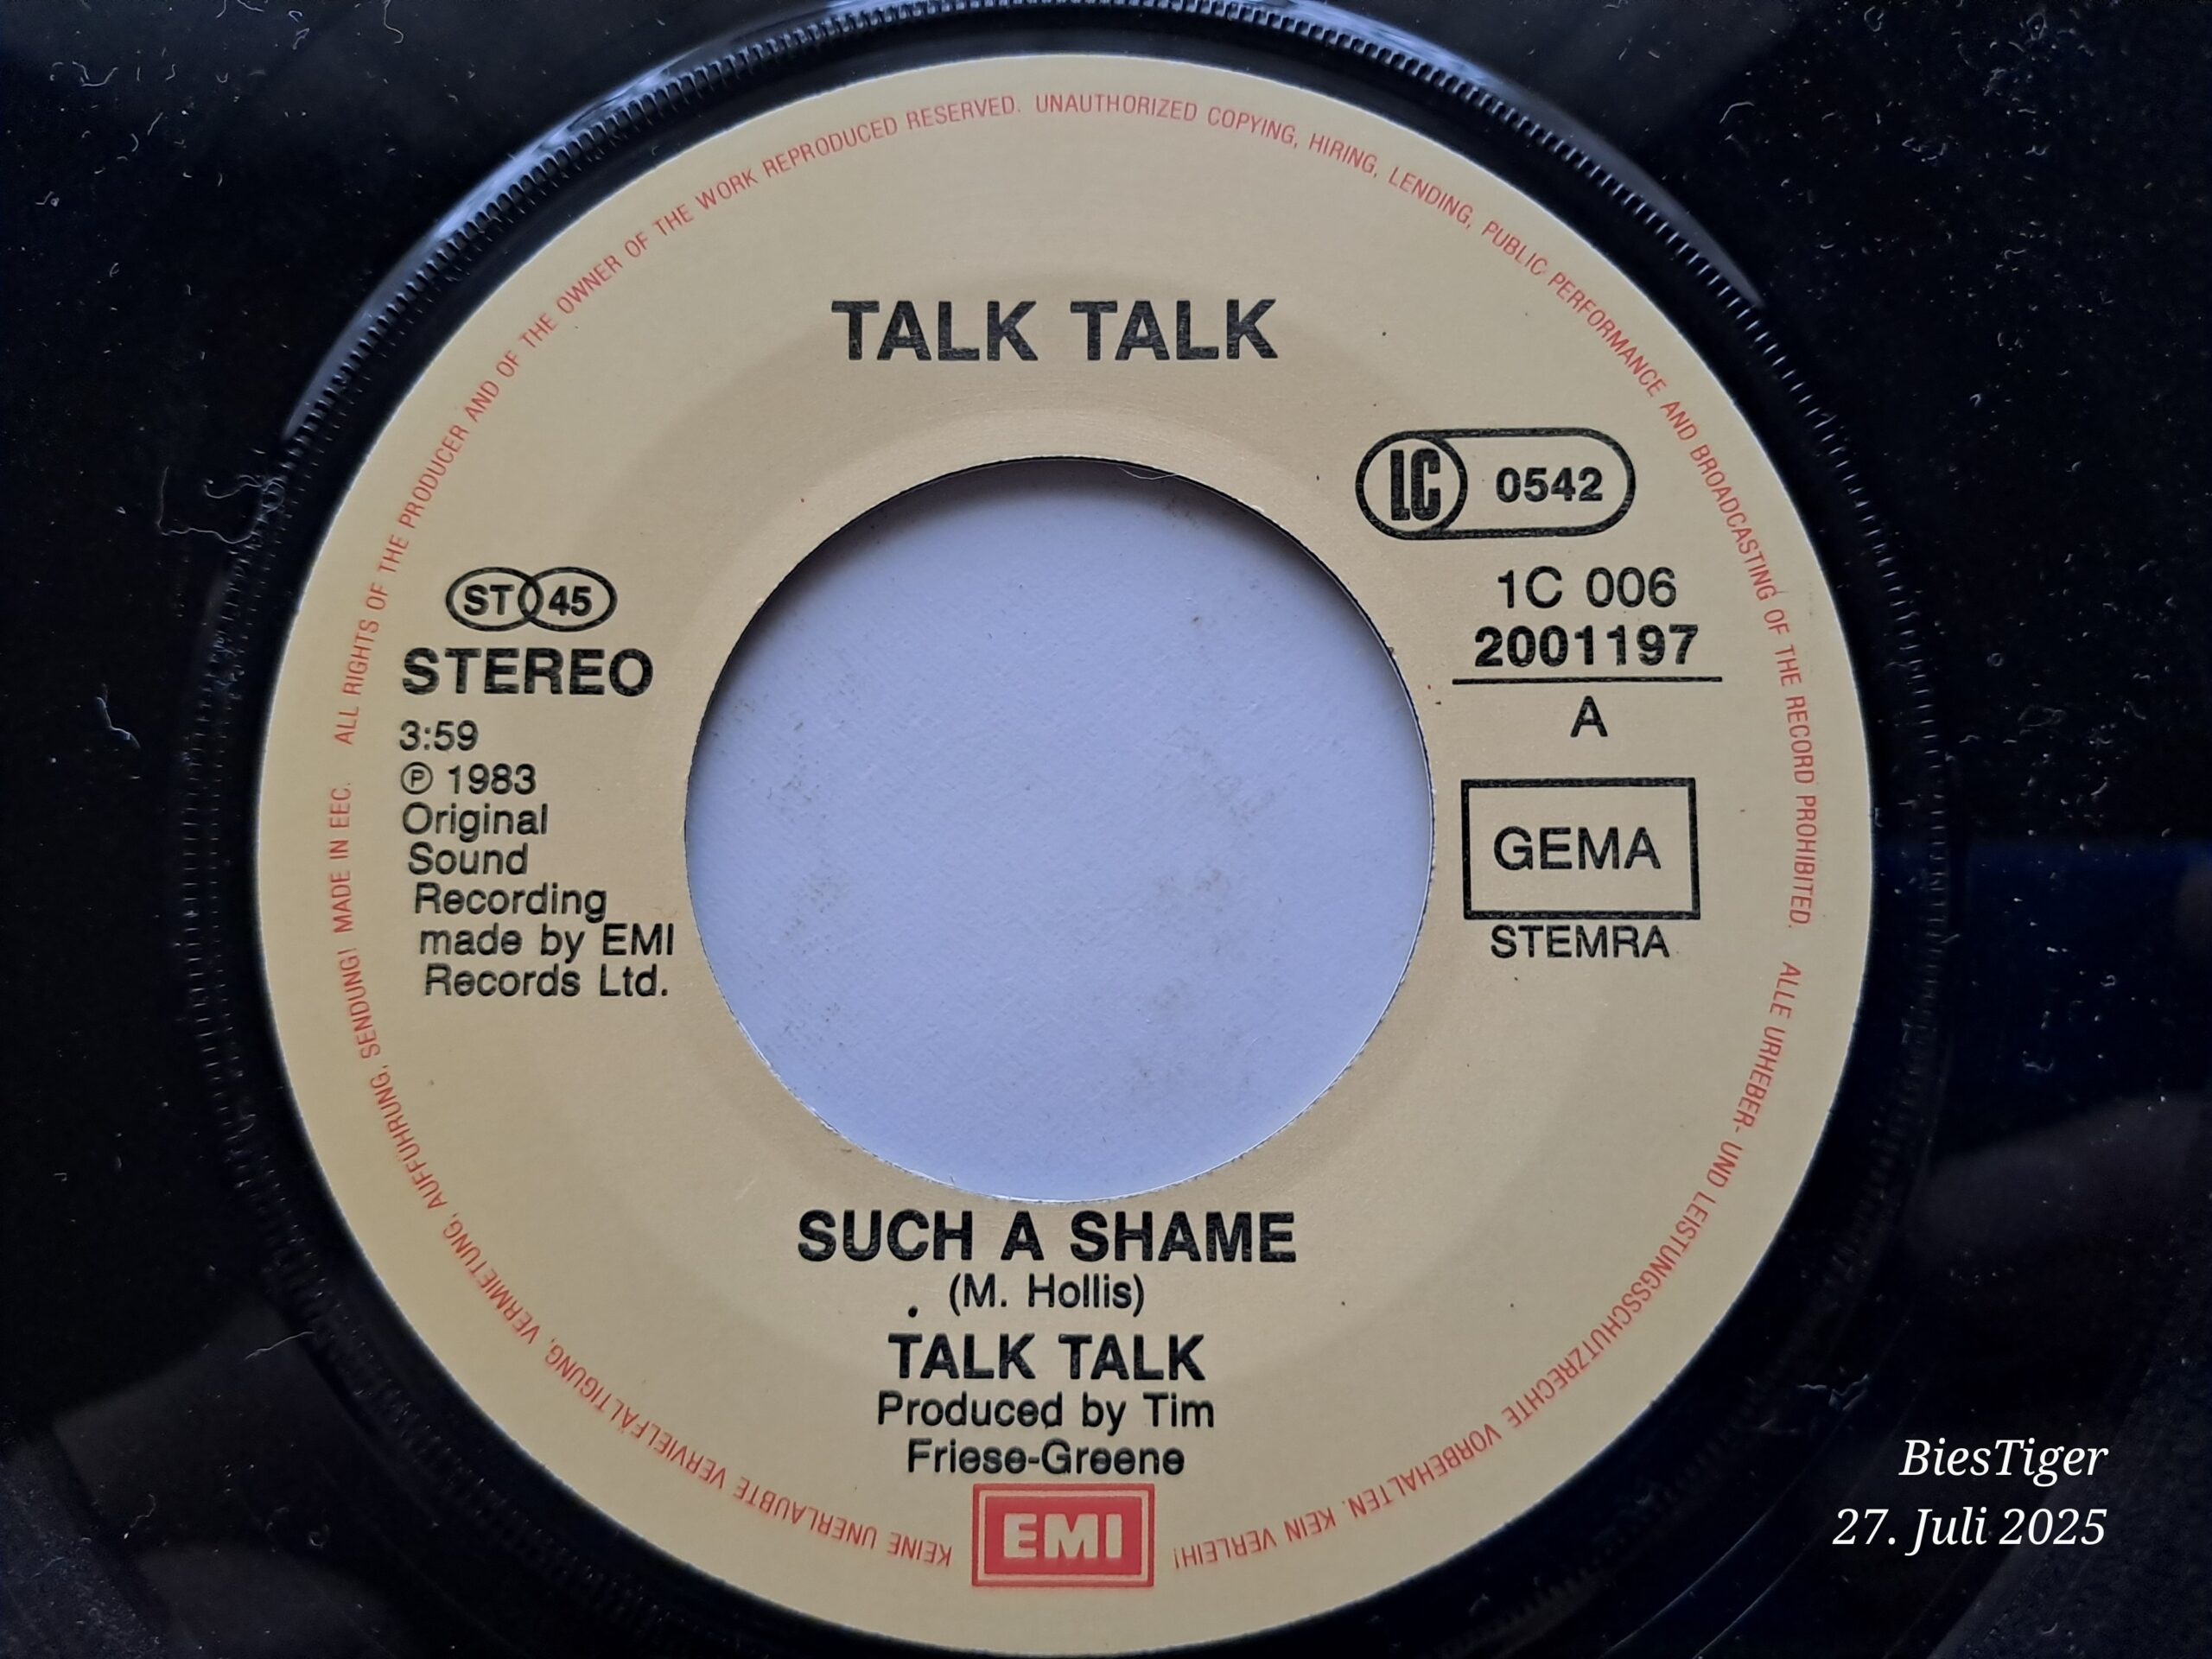 ALL RIGHTS OF THE PRODUCER AND OF THE OWNER OF THE WORK REPRODUCED RESERVED. UNAUTHORIZED COPYING, HIRING, LENDING, PUBLIC PERFORMANCE AND BROADCASTING OF THE RECORD PROHIBITED.
ALLE URHEBER- UND LEISTUNGSSCHUTZRECHTE VORBEHALTEN. KEIN VERLEIH!
KEINE UNERLAUBTE VERVIELFÄLTIGUNG, VERMIETUNG, AUFFÜHRUNG, SENDUNG! MADE IN EEC.
TALK TALK
LC 0542
ST 45
STEREO
3:59
℗ 1983
Original
Sound
Recording
made by EMI
Records Ltd.
1C 006
2001197
A
GEMA
STEMRA
SUCH A SHAME
(M. Hollis)
TALK TALK
Produced by Tim
Friese-Greene
EMI
BiesTiger
27. Juli 2025